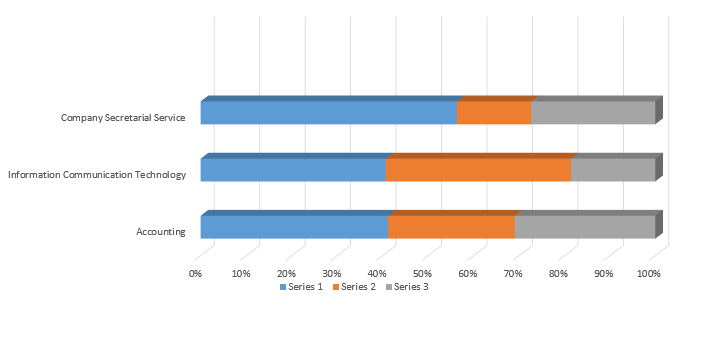 Company Secretarial Service
Information Communication Technology
Accounting
0% 10% 20% 30% 40% 50% 60% 70% 80% 90% 100%
Series 1 Series 2 Series 3